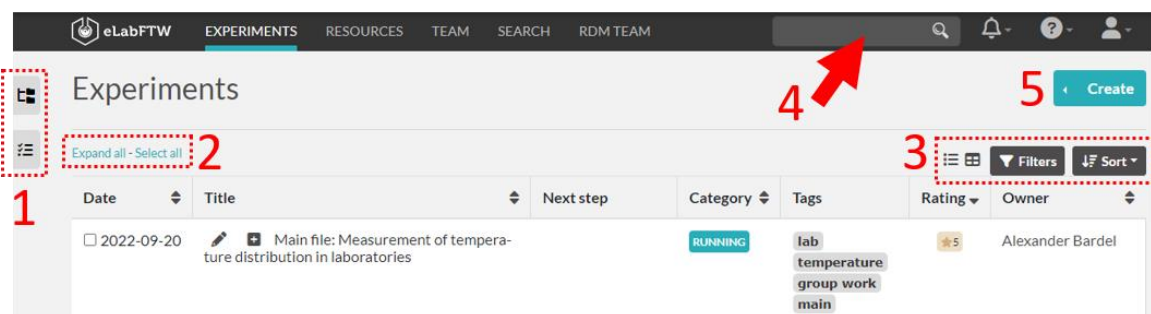 eLabFTW EXPERIMENTS RESOURCES TEAM SEARCH RDM TEAM ?
Experiments
4
5 Create
1
Expand all - Select all 2
3 Filters Sort
Date Title Next step Category Tags Rating Owner
2022-09-20 Main file: Measurement of tempera-
ture distribution in laboratories
RUNNING
lab
temperature
group work
main
5
Alexander Bardel